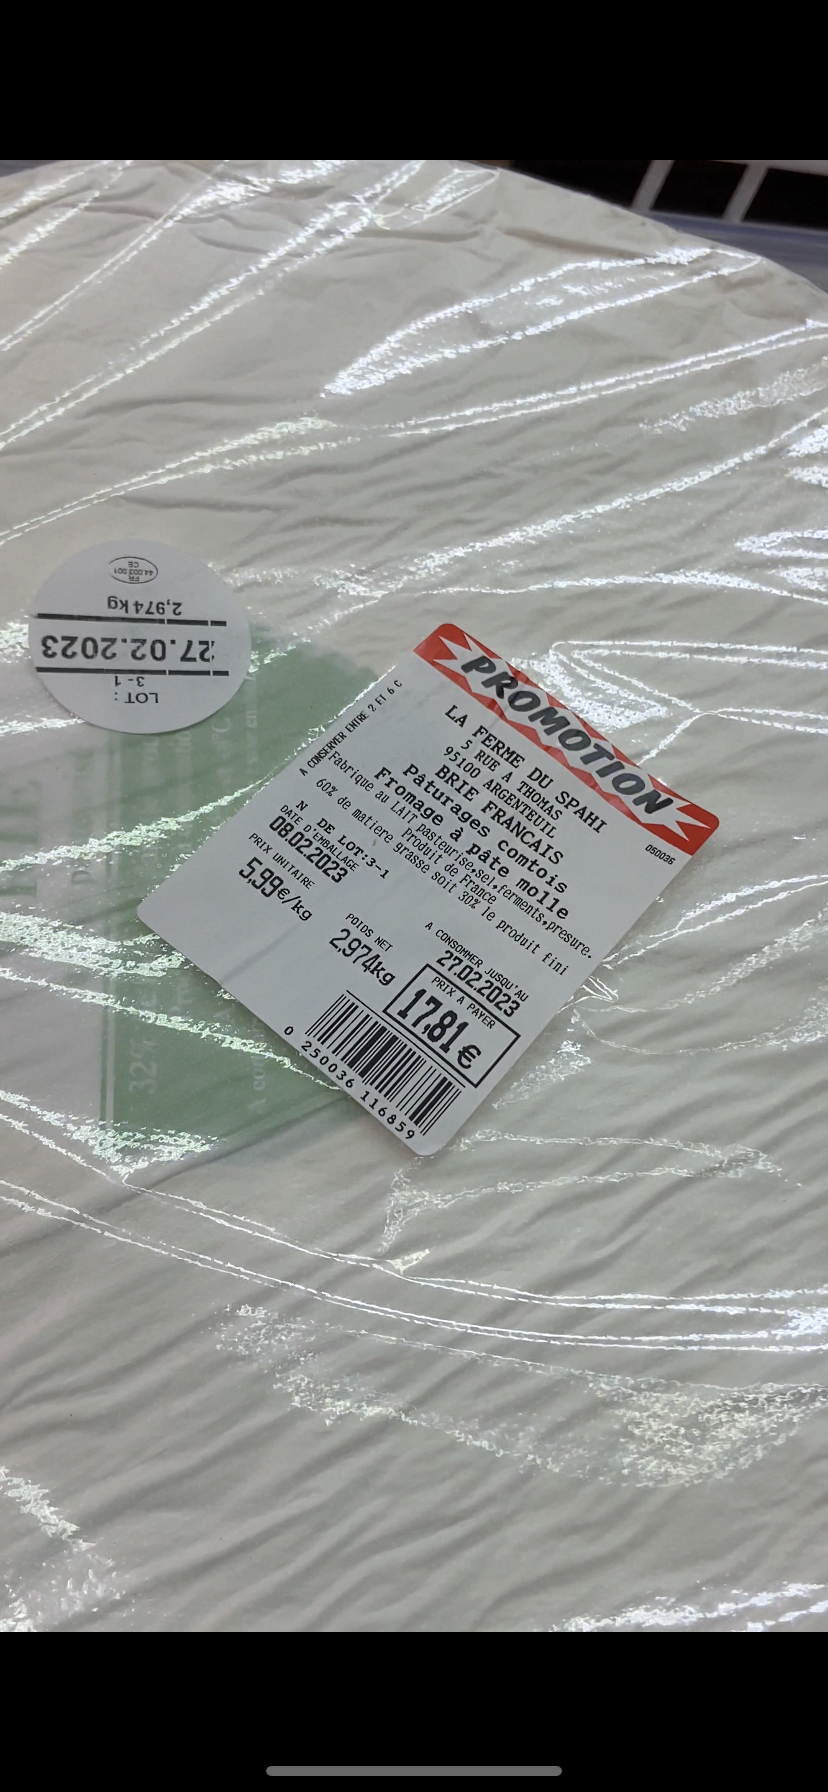 PROMOTION
050036
LA FERME DU SPAHI
5 RUE A THOMAS
95100 ARGENTEUIL
BRIE FRANCAIS
Pâturages comtois
Fromage à pâte molle
Fabrique au LAIT pasteurise,sel,ferments,presure.
Produit de France
60% de matiere grasse soit 30% le produit fini
A CONSERVER ENTRE 2 ET 6 C
N DE LOT:3-1
DATE D'EMBALLAGE
08.02.2023
A CONSOMMER JUSQU'AU
27.02.2023
PRIX UNITAIRE
5,99€/kg
POIDS NET
2,974kg
PRIX A PAYER
17,81€
0 250036 116859
LOT :
3-1
27.02.2023
2,974 kg
FR
44.003.001
CE
32%